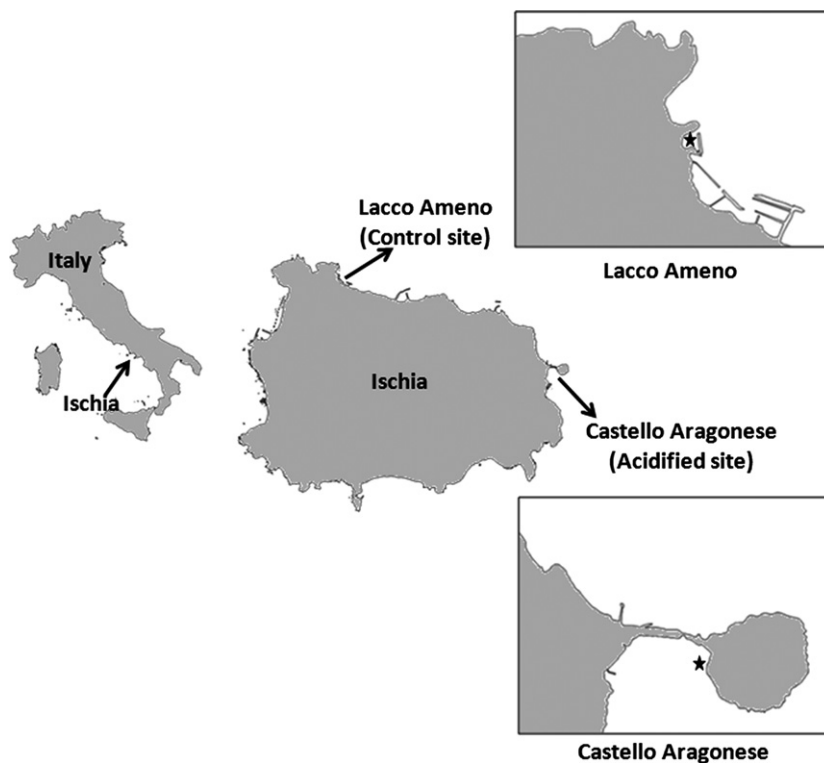 Italy
Ischia
Lacco Ameno
(Control site)
Ischia
Castello Aragonese
(Acidified site)
Lacco Ameno
Castello Aragonese